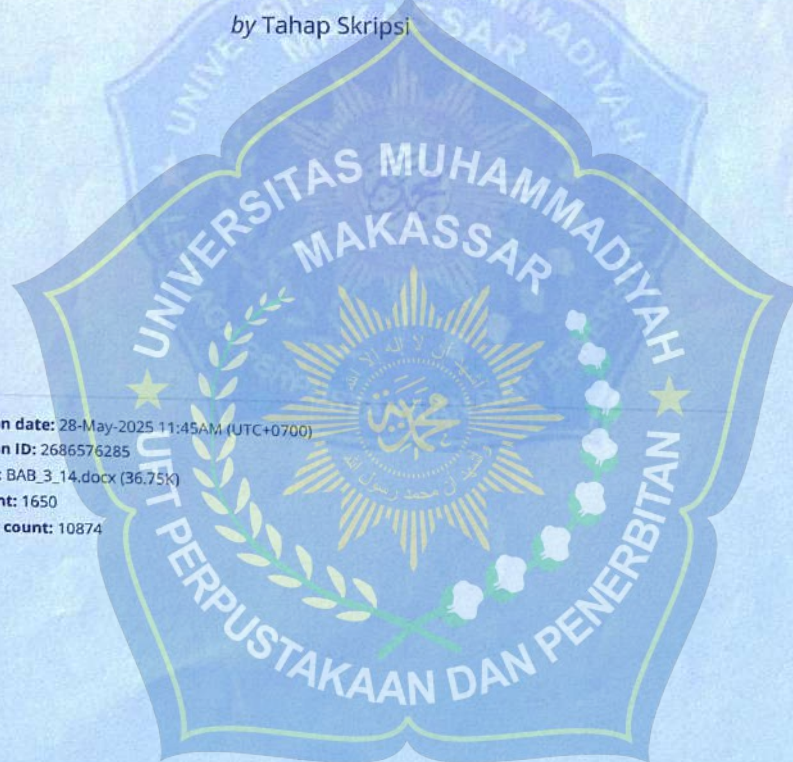 by Tahap Skripsi
UNIVERSITAS MUHAMMADIYAH
MAKASSAR
n date: 28-May-2025 11:45AM (UTC+0700)
n ID: 2686576285
: BAB_3_14.docx (36.75K)
nt: 1650
count: 10874
UPT PERPUSTAKAAN DAN PENERBITAN